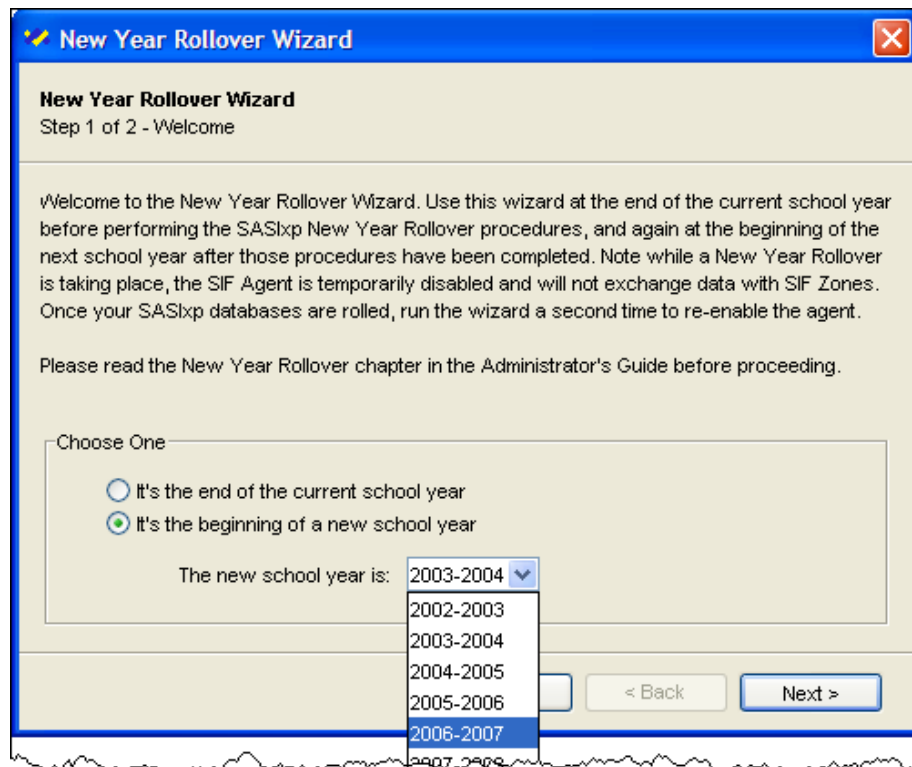 New Year Rollover Wizard
New Year Rollover Wizard
Step 1 of 2 - Welcome
Welcome to the New Year Rollover Wizard. Use this wizard at the end of the current school year
before performing the SASIxp New Year Rollover procedures, and again at the beginning of the
next school year after those procedures have been completed. Note while a New Year Rollover
is taking place, the SIF Agent is temporarily disabled and will not exchange data with SIF Zones.
Once your SASIxp databases are rolled, run the wizard a second time to re-enable the agent.
Please read the New Year Rollover chapter in the Administrator's Guide before proceeding.
Choose One
It's the end of the current school year
It's the beginning of a new school year
The new school year is: 2003-2004
2002-2003
2003-2004
2004-2005
2005-2006
2006-2007
2007-2008
< Back
Next >